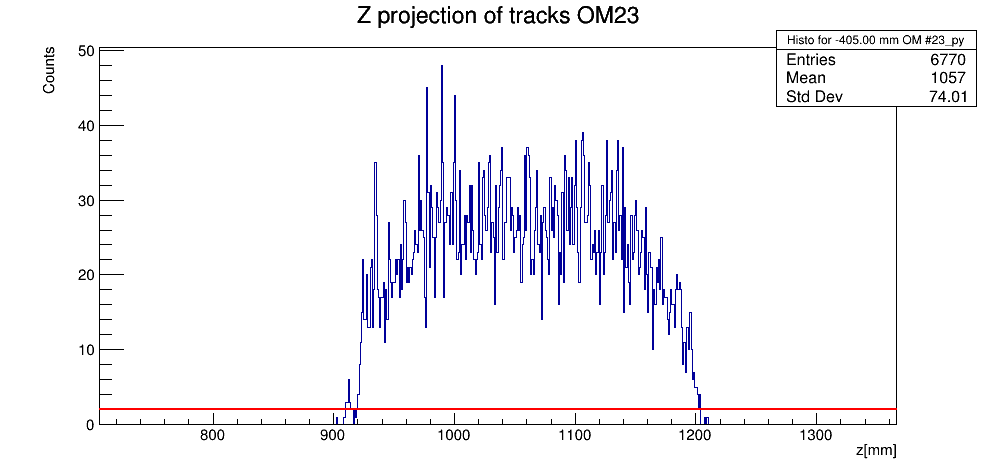 Z projection of tracks OM23
Histo for -405.00 mm OM #23_py
Entries 6770
Mean 1057
Std Dev 74.01
Counts
50
40
30
20
10
0
800 900 1000 1100 1200 1300
z[mm]